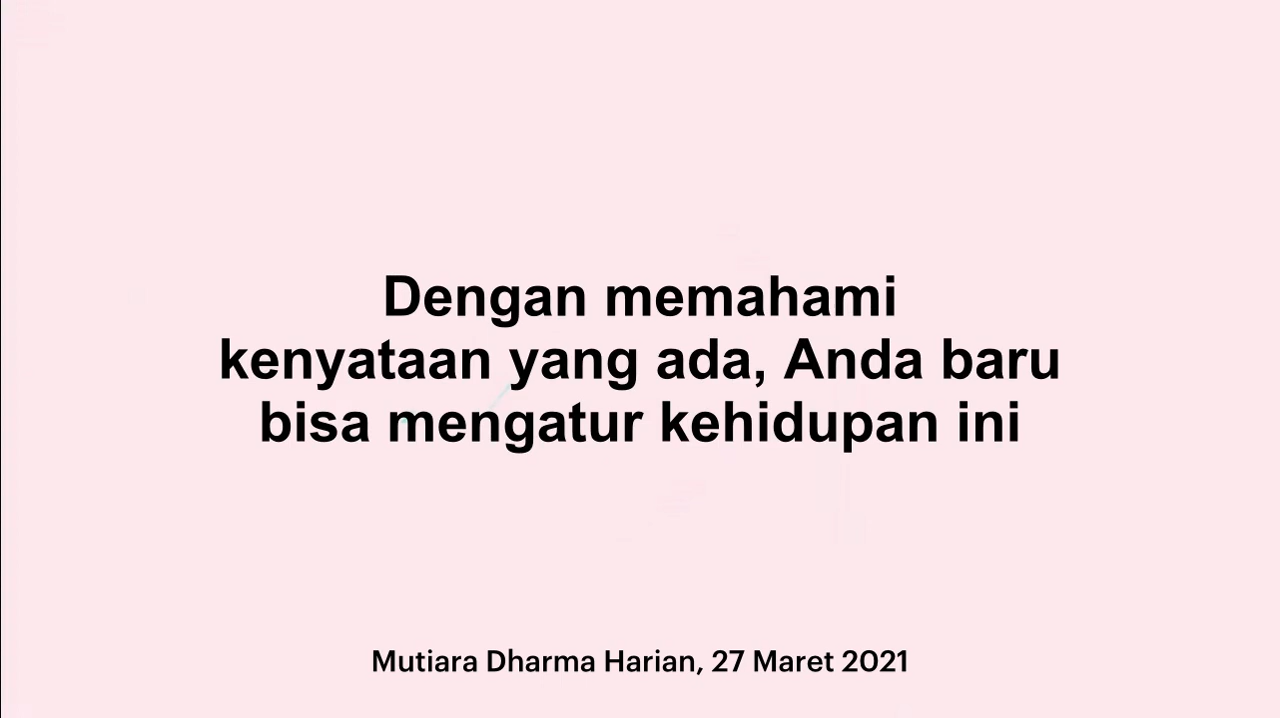 Dengan memahami
kenyataan yang ada, Anda baru
bisa mengatur kehidupan ini
Mutiara Dharma Harian, 27 Maret 2021